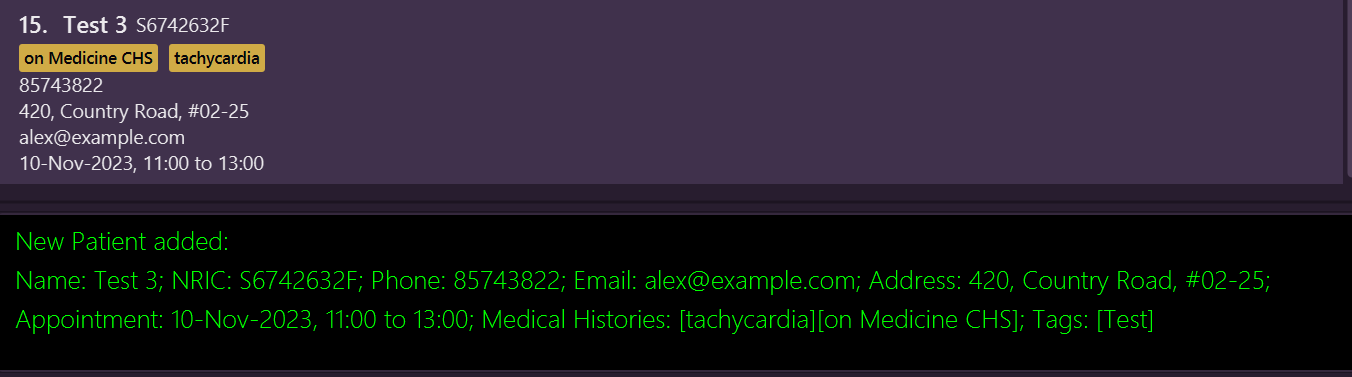 15. Test 3 S6742632F
on Medicine CHS tachycardia
85743822
420, Country Road, #02-25
alex@example.com
10-Nov-2023, 11:00 to 13:00
New Patient added:
Name: Test 3; NRIC: S6742632F; Phone: 85743822; Email: alex@example.com; Address: 420, Country Road, #02-25;
Appointment: 10-Nov-2023, 11:00 to 13:00; Medical Histories: [tachycardia][on Medicine CHS]; Tags: [Test]